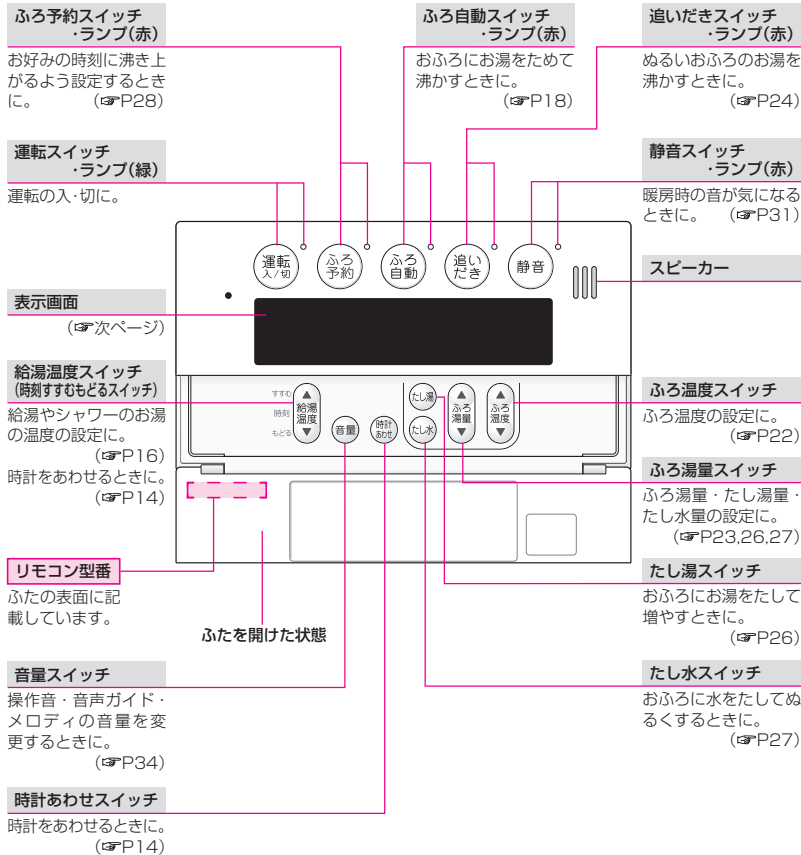 ふろ予約スイッチ
・ランプ(赤)
お好みの時刻に沸き上
がるよう設定するとき
に。 (☞P28)
ふろ自動スイッチ
・ランプ(赤)
おふろにお湯をためて
沸かすときに。
(☞P18)
追いだきスイッチ
・ランプ(赤)
ぬるいおふろのお湯を
沸かすときに。
(☞P24)
運転スイッチ
・ランプ(緑)
運転の入・切に。
静音スイッチ
・ランプ(赤)
暖房時の音が気になる
ときに。 (☞P31)
スピーカー
表示画面
(☞次ページ)
運転
入/切
ふろ
予約
ふろ
自動
追い
だき
静音
給湯温度スイッチ
(時刻すすむもどるスイッチ)
給湯やシャワーのお湯
の温度の設定に。
(☞P16)
時計をあわせるときに。
(☞P14)
すすむ
時刻
もどる
▲
給湯
温度
▼
音量
時計
あわせ
たし湯
たし水
▲
ふろ
湯量
▼
▲
ふろ
温度
▼
ふろ温度スイッチ
ふろ温度の設定に。
(☞P22)
ふろ湯量スイッチ
ふろ湯量・たし湯量・
たし水量の設定に。
(☞P23,26,27)
リモコン型番
ふたの表面に記
載しています。
ふたを開けた状態
たし湯スイッチ
おふろにお湯をたして
増やすときに。
(☞P26)
音量スイッチ
操作音・音声ガイド・
メロディの音量を変
更するときに。
(☞P34)
たし水スイッチ
おふろに水をたしてぬ
るくするときに。
(☞P27)
時計あわせスイッチ
時計をあわせるときに。
(☞P14)